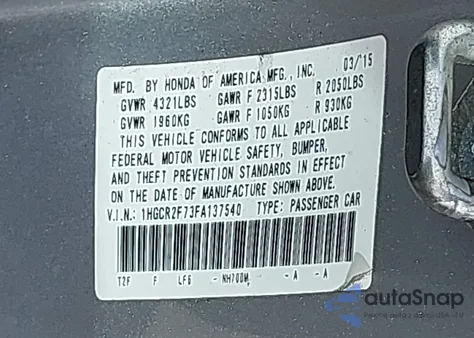 MFD. BY HONDA OF AMERICA MFG., INC. 03/15
GVWR 4321LBS GAWR F 2315LBS R 2050LBS
GVWR 1960KG GAWR F 1050KG R 930KG
THIS VEHICLE CONFORMS TO ALL APPLICABLE
FEDERAL MOTOR VEHICLE SAFETY, BUMPER,
AND THEFT PREVENTION STANDARDS IN EFFECT
ON THE DATE OF MANUFACTURE SHOWN ABOVE.
V.I.N.: 1HGCR2F73FA137540 TYPE: PASSENGER CAR
T2F F LF6 - NH700M - A - A
autoSnap